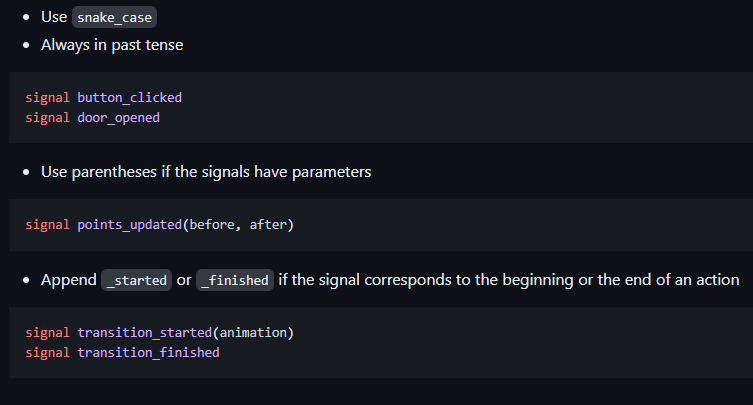 Use snake_case
Always in past tense
signal button_clicked
signal door_opened
Use parentheses if the signals have parameters
signal points_updated(before, after)
Append _started or _finished if the signal corresponds to the beginning or the end of an action
signal transition_started(animation)
signal transition_finished